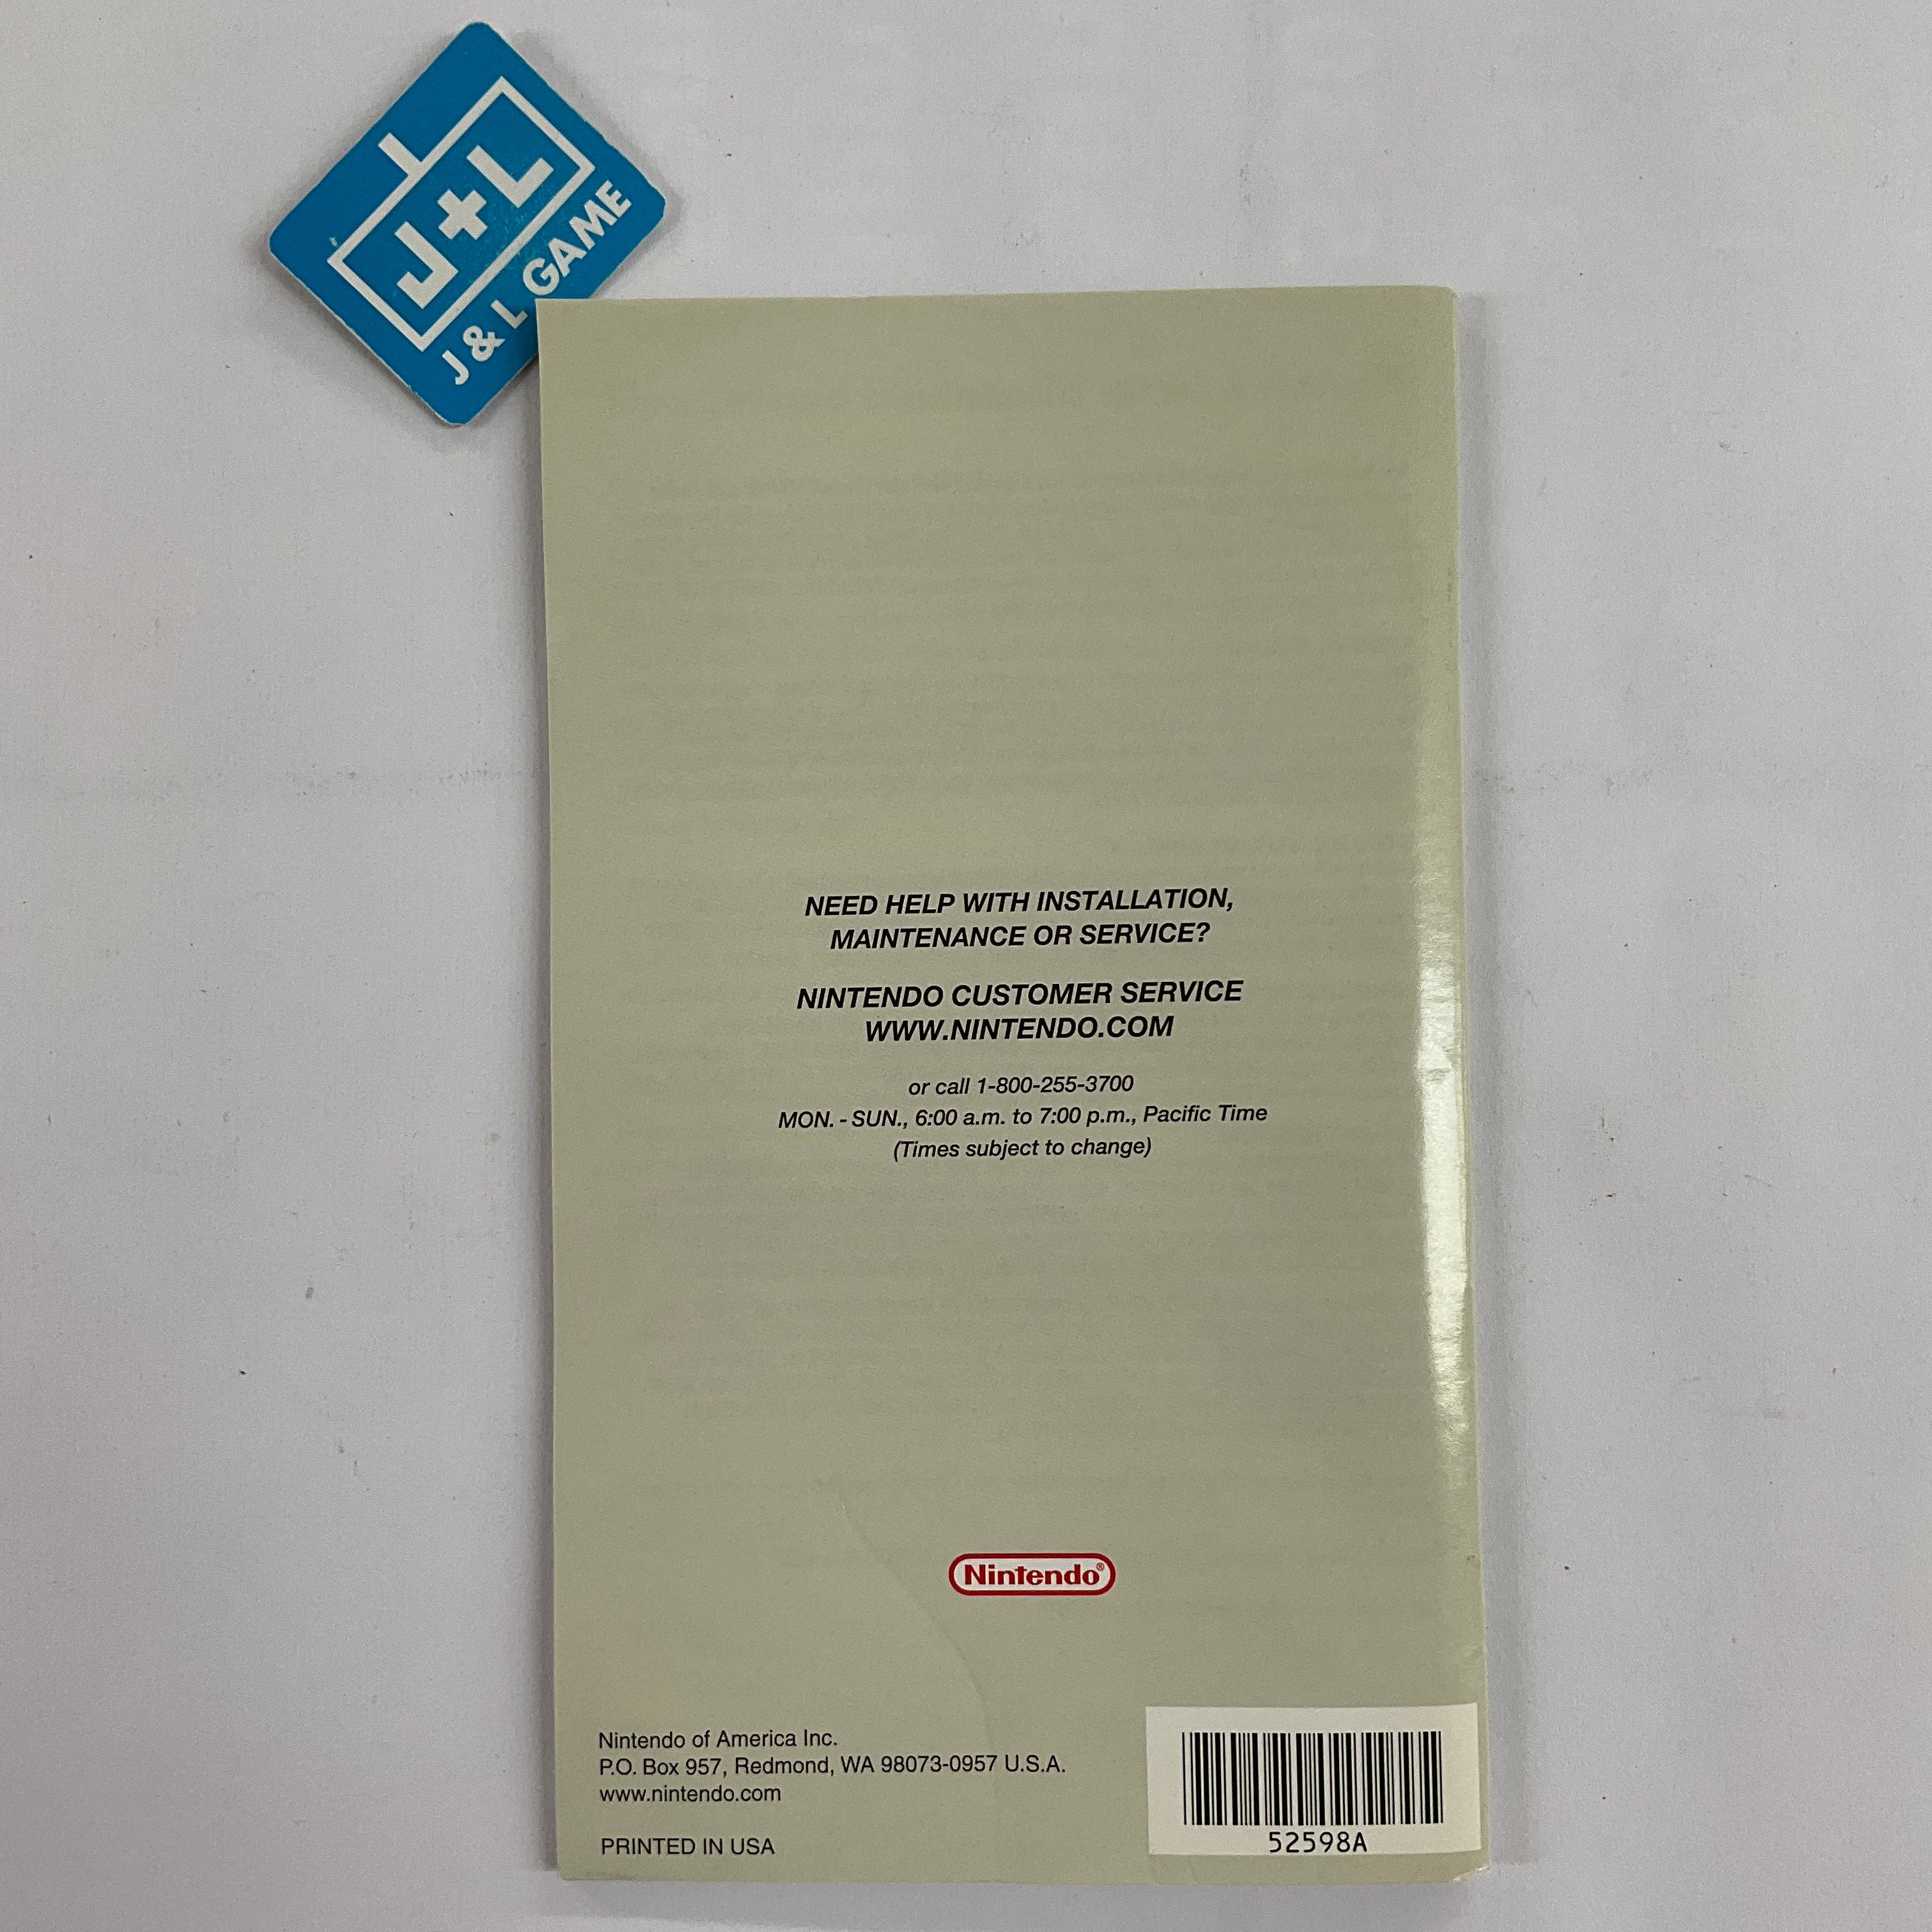 J+L
J & L GAME
NEED HELP WITH INSTALLATION,
MAINTENANCE OR SERVICE?
NINTENDO CUSTOMER SERVICE
WWW.NINTENDO.COM
or call 1-800-255-3700
MON. - SUN., 6:00 a.m. to 7:00 p.m., Pacific Time
(Times subject to change)
Nintendo®
Nintendo of America Inc.
P.O. Box 957, Redmond, WA 98073-0957 U.S.A.
www.nintendo.com
PRINTED IN USA
52598A